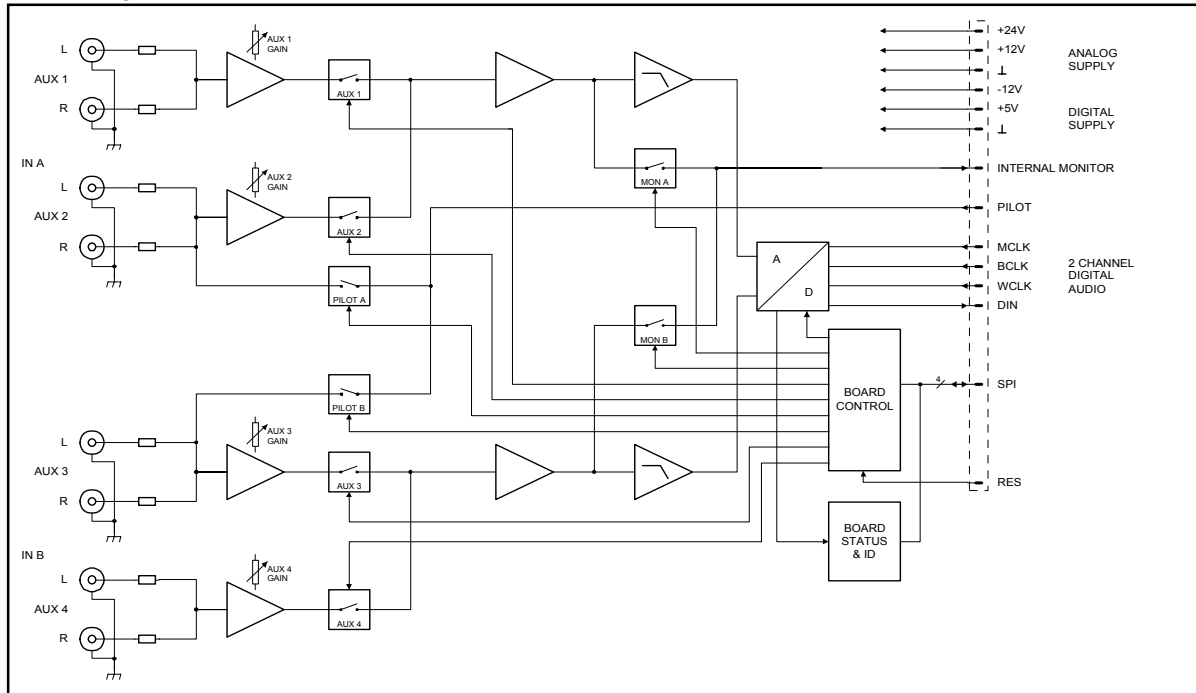 L
AUX 1
R
AUX 1
GAIN
AUX 1
IN A
L
AUX 2
R
AUX 2
GAIN
AUX 2
PILOT A
PILOT B
L
AUX 3
R
AUX 3
GAIN
AUX 3
IN B
L
AUX 4
R
AUX 4
GAIN
AUX 4
MON A
MON B
A
D
BOARD
CONTROL
BOARD
STATUS
& ID
4
+24V
+12V
⊥
-12V
+5V
⊥
ANALOG
SUPPLY
DIGITAL
SUPPLY
INTERNAL MONITOR
PILOT
MCLK
BCLK
WCLK
DIN
2 CHANNEL
DIGITAL
AUDIO
SPI
RES